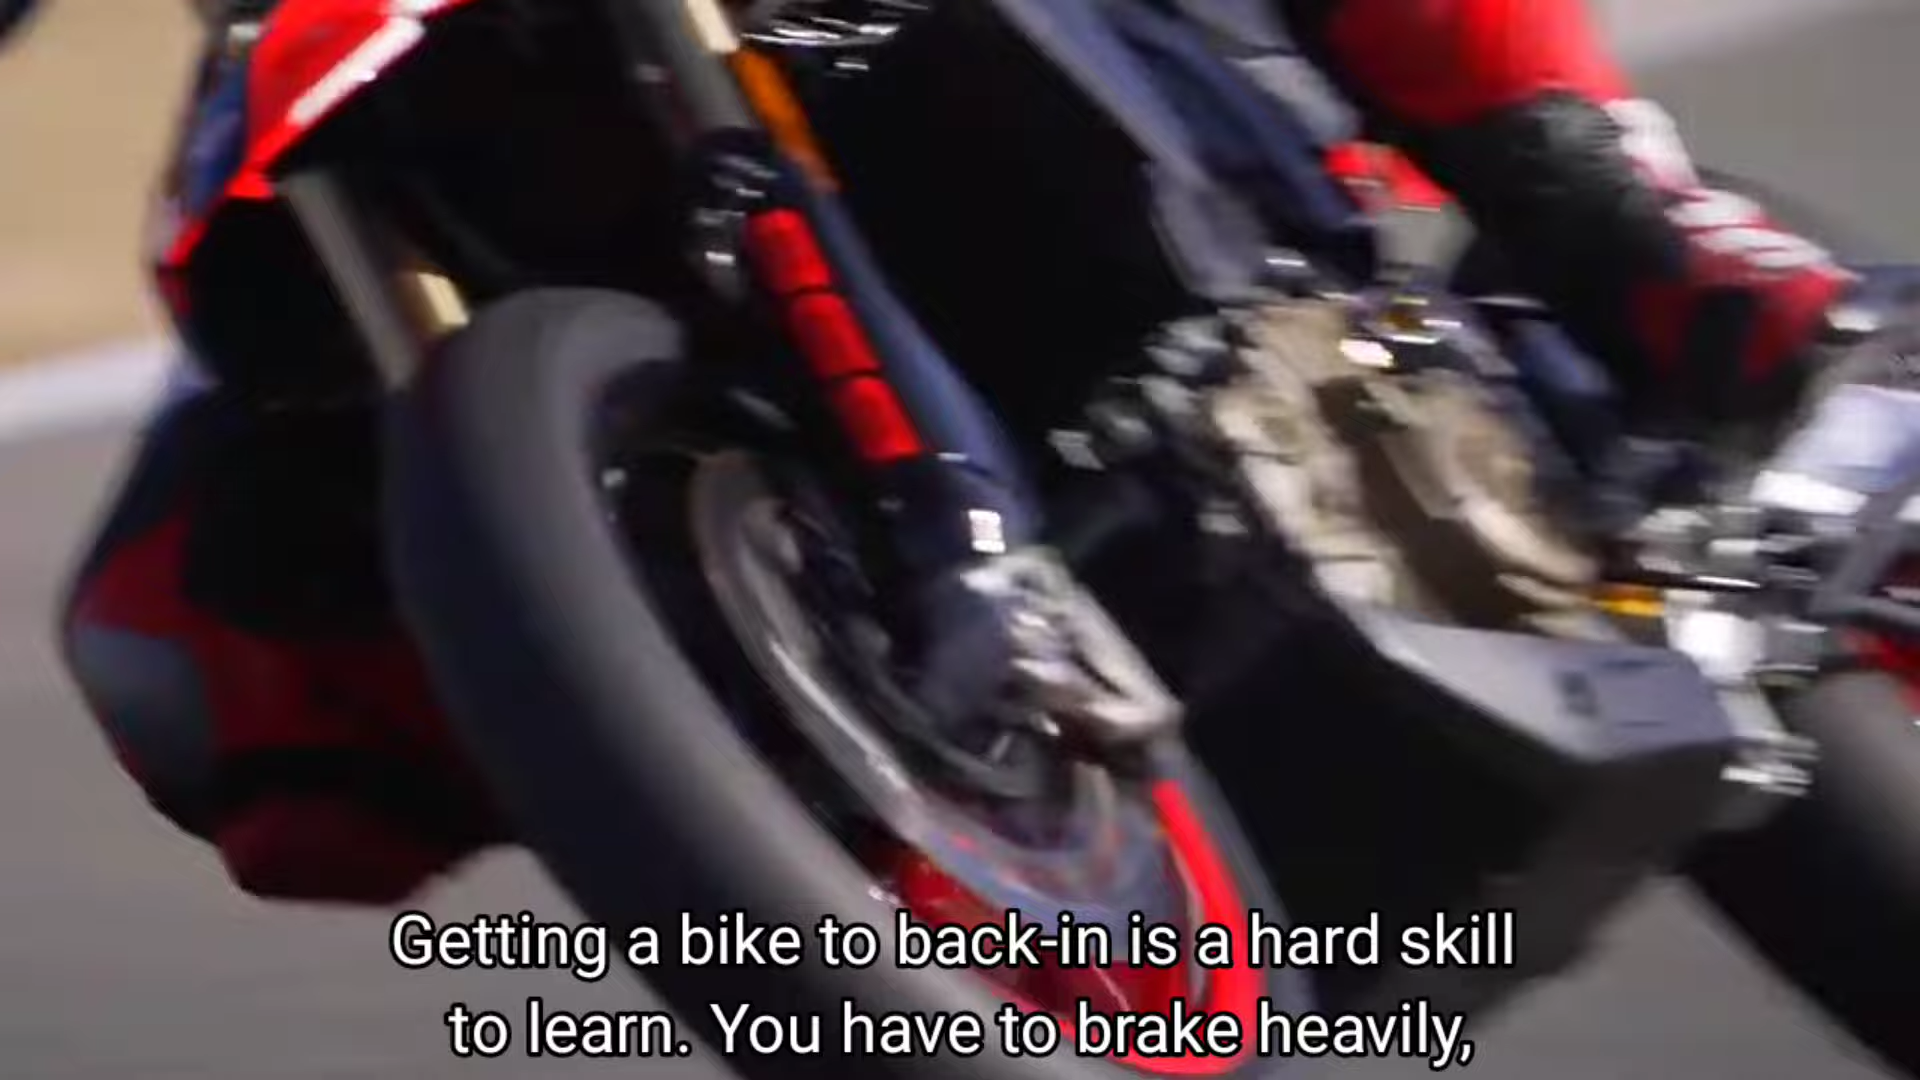 Getting a bike to back-in is a hard skill
to learn. You have to brake heavily,